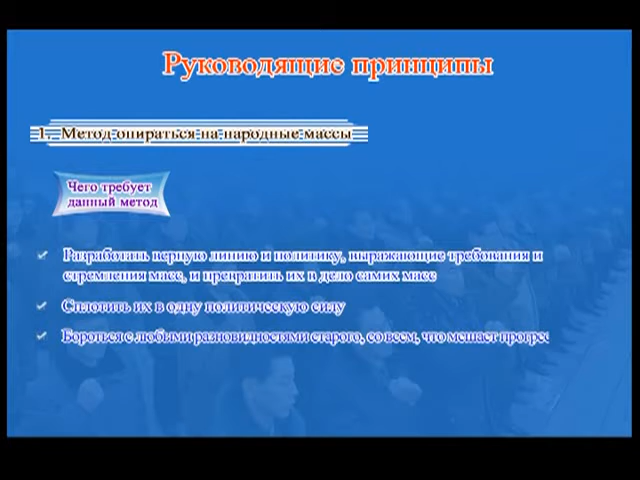 Руководящие принципы
1. Метод опираться на народные массы
Чего требует
данный метод
Разработать верную линию и политику, выражающие требования и
стремления масс, и превратить их в дело самих масс
Сплотить их в одну политическую силу
Бороться с любыми разновидностями старого, со всем, что мешает прогрес